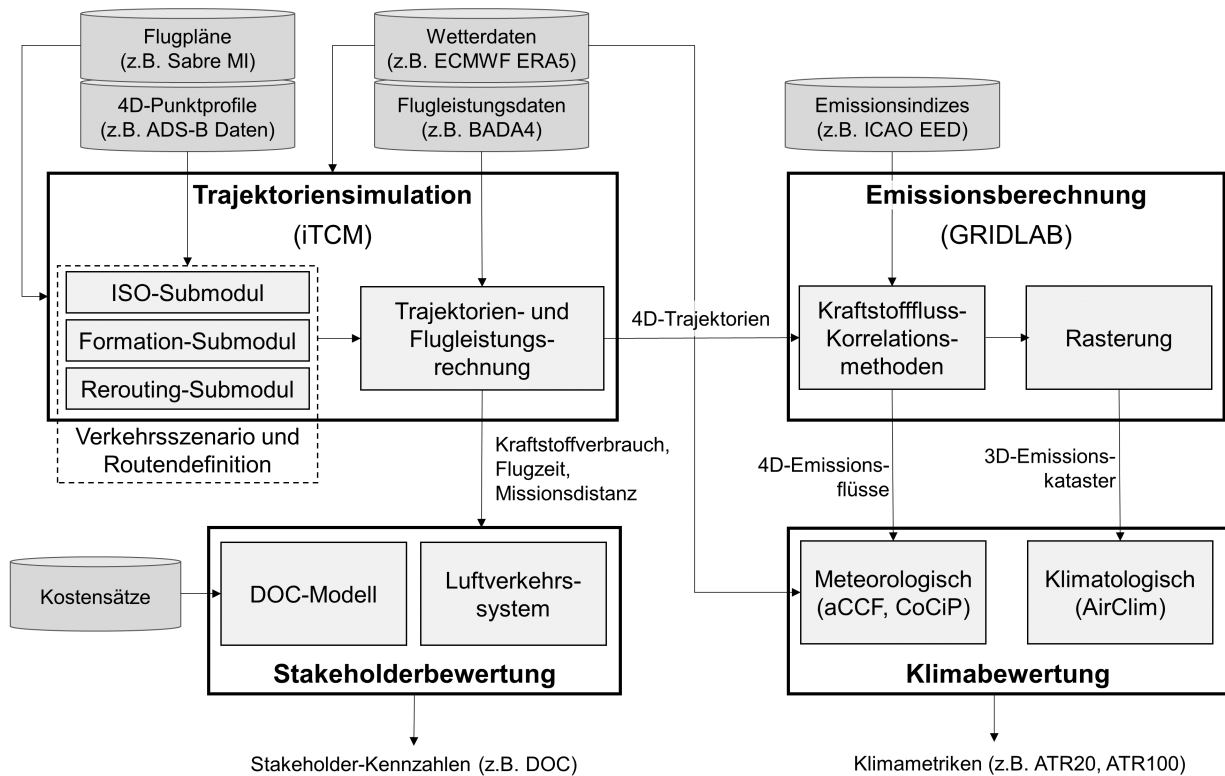 Flugpläne
(z.B. Sabre MI)
4D-Punktprofile
(z.B. ADS-B Daten)
Wetterdaten
(z.B. ECMWF ERA5)
Flugleistungsdaten
(z.B. BADA4)
Emissionsindizes
(z.B. ICAO EED)
Trajektoriensimulation
(iTCM)
ISO-Submodul
Formation-Submodul
Rerouting-Submodul
Verkehrsszenario und
Routendefinition
Trajektorien- und
Flugleistungs-
rechnung
4D-Trajektorien
Emissionsberechnung
(GRIDLAB)
Kraftstofffluss-
Korrelations-
methoden
Rasterung
Kraftstoffverbrauch,
Flugzeit,
Missionsdistanz
4D-Emissions-
flüsse
3D-Emissions-
kataster
Kostensätze
DOC-Modell
Luftverkehrs-
system
Stakeholderbewertung
Meteorologisch
(aCCF, CoCiP)
Klimatologisch
(AirClim)
Klimabewertung
Stakeholder-Kennzahlen (z.B. DOC)
Klimametriken (z.B. ATR20, ATR100)